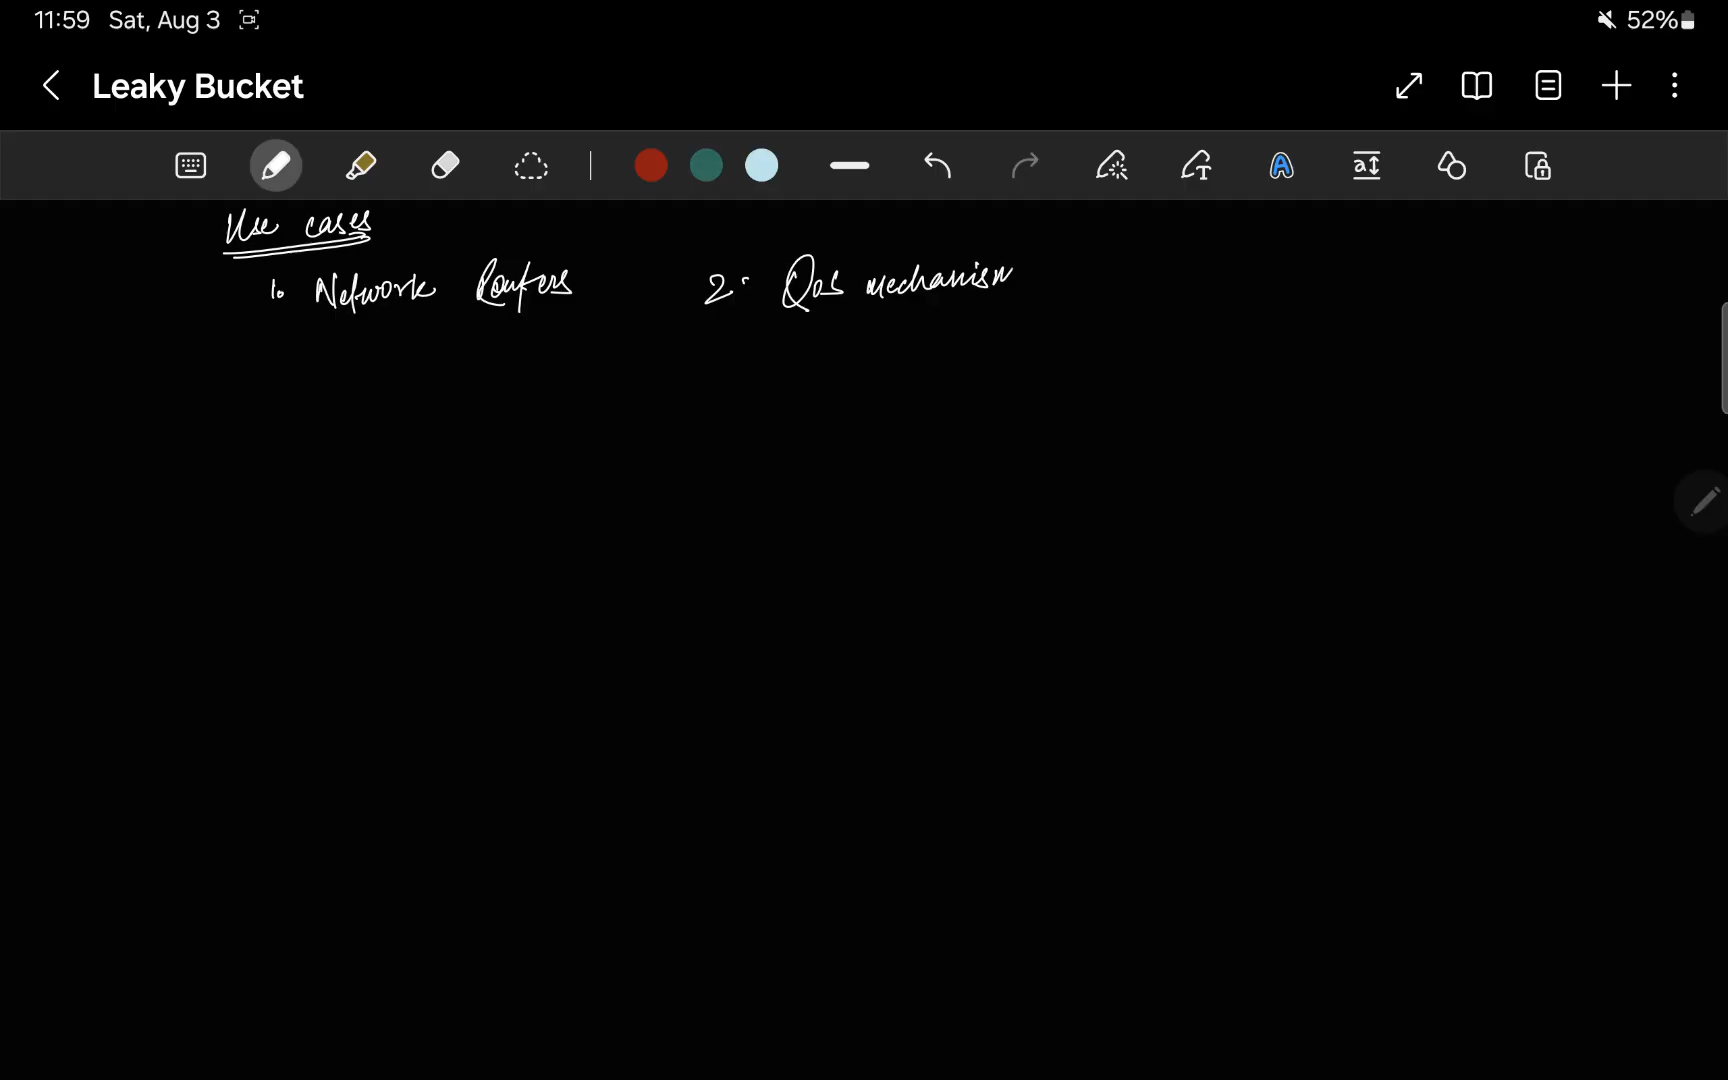 11:59 Sat, Aug 3 52%
Leaky Bucket
Use cases
1. Network Routers 2. QoS mechanism